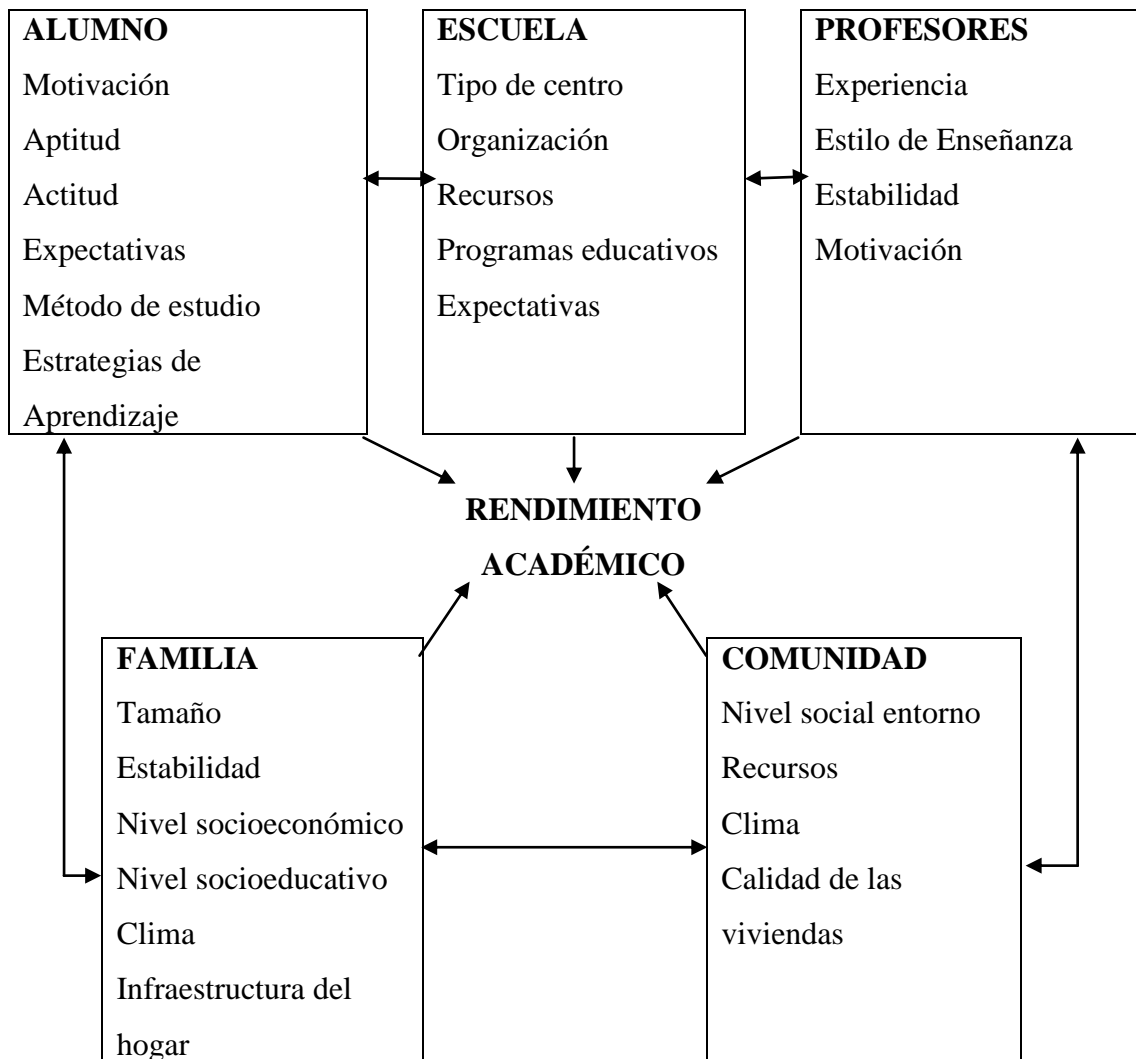 ALUMNO
Motivación
Aptitud
Actitud
Expectativas
Método de estudio
Estrategias de
Aprendizaje
ESCUELA
Tipo de centro
Organización
Recursos
Programas educativos
Expectativas
PROFESORES
Experiencia
Estilo de Enseñanza
Estabilidad
Motivación
RENDIMIENTO
ACADÉMICO
FAMILIA
Tamaño
Estabilidad
Nivel socioeconómico
Nivel socioeducativo
Clima
Infraestructura del
hogar
COMUNIDAD
Nivel social entorno
Recursos
Clima
Calidad de las
viviendas